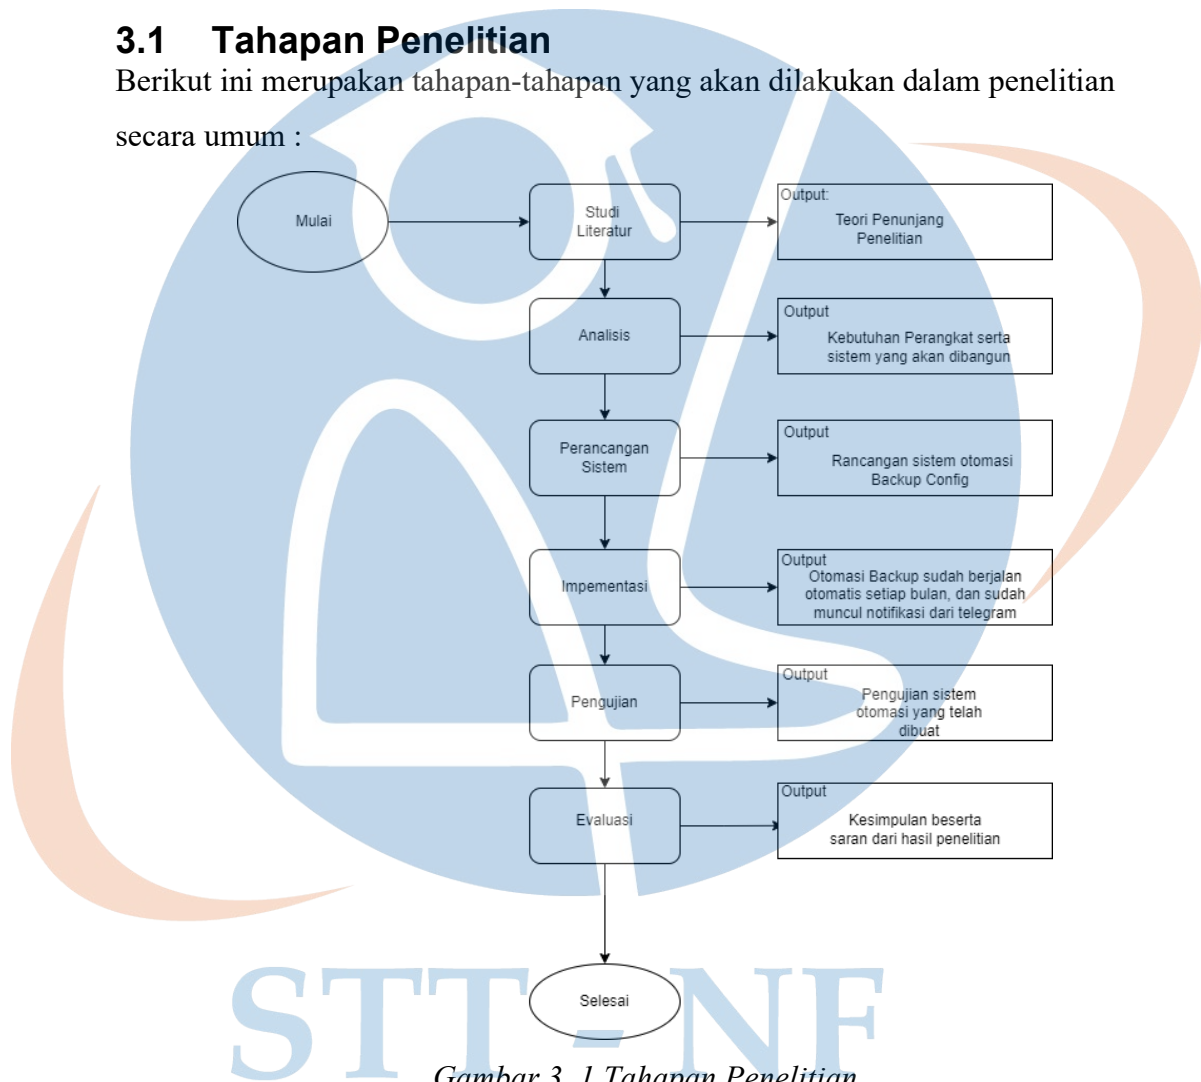 3.1 Tahapan Penelitian
Berikut ini merupakan tahapan-tahapan yang akan dilakukan dalam penelitian
secara umum :
Mulai
Studi
Literatur
Output:
Teori Penunjang
Penelitian
Analisis
Output
Kebutuhan Perangkat serta
sistem yang akan dibangun
Perancangan
Sistem
Output
Rancangan sistem otomasi
Backup Config
Impementasi
Output
Otomasi Backup sudah berjalan
otomatis setiap bulan, dan sudah
muncul notifikasi dari telegram
Pengujian
Output
Pengujian sistem
otomasi yang telah
dibuat
Evaluasi
Output
Kesimpulan beserta
saran dari hasil penelitian
Selesai
STT - NF
Gambar 3. 1 Tahapan Penelitian